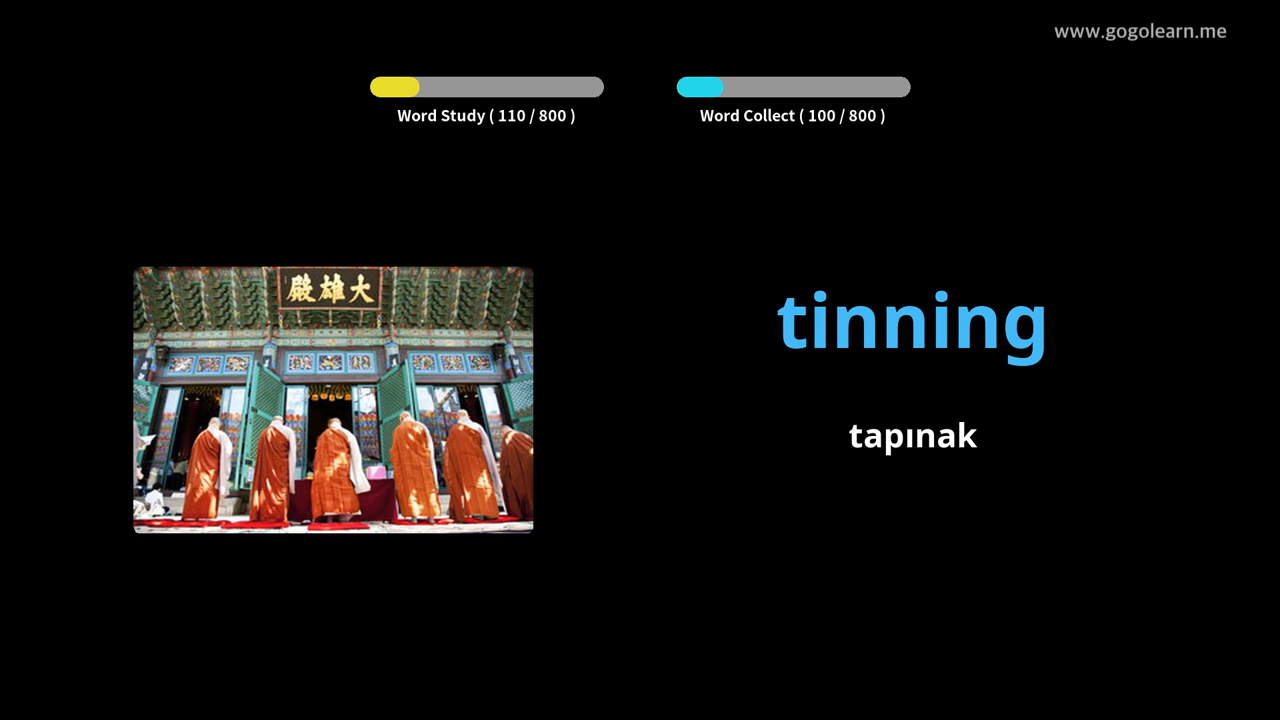 www.gogolearn.me
Word Study ( 110 / 800 )
Word Collect ( 100 / 800 )
殿雄大
tinning
tapınak